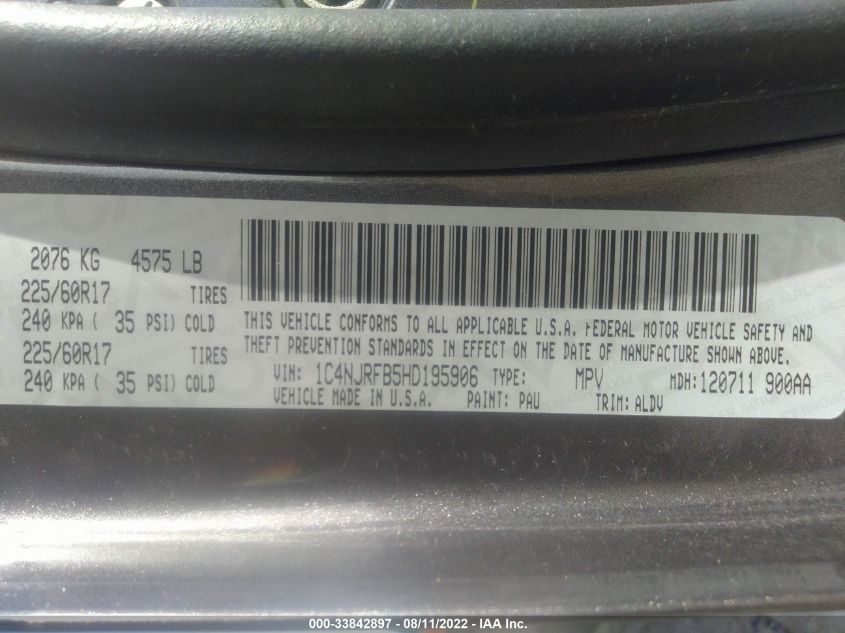 2076 KG 4575 LB
225/60R17 TIRES
240 KPA ( 35 PSI) COLD
225/60R17 TIRES
240 KPA ( 35 PSI) COLD
THIS VEHICLE CONFORMS TO ALL APPLICABLE U.S.A. FEDERAL MOTOR VEHICLE SAFETY AND
THEFT PREVENTION STANDARDS IN EFFECT ON THE DATE OF MANUFACTURE SHOWN ABOVE.
VIN: 1C4NJRFB5HD195906 TYPE: MPV MDH:120711 900AA
VEHICLE MADE IN U.S.A. PAINT: PAU TRIM: ALDV
000-33842897 - 08/11/2022 - IAA Inc.